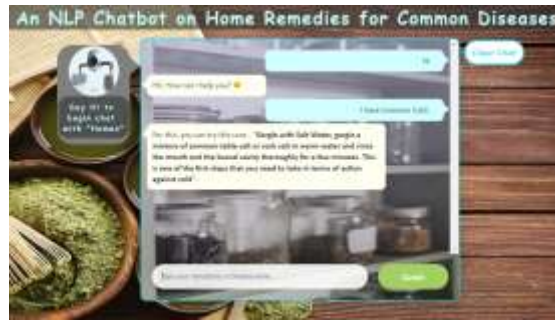 An NLP Chatbot on Home Remedies for Common Diseases
Clear Chat
Hi
Say Hi to
begin chat
with "Homes"
Hi, How can I help you?
I have common cold.
For this, you can try this cure : "Gargle with Salt Water, gargle a
mixture of common table salt or rock salt in warm water and rinse
the mouth and the buccal cavity thoroughly for a few minutes. This
is one of the first steps that you need to take in terms of action
against cold"